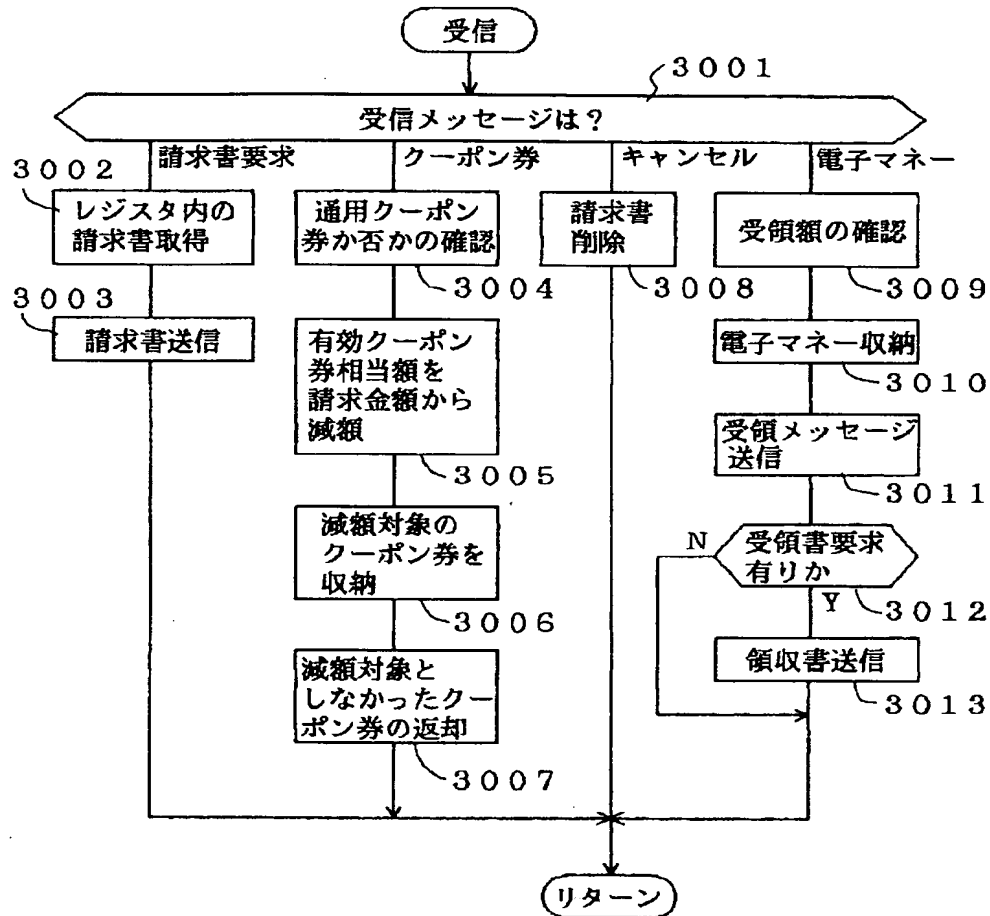 受信
3001
受信メッセージは？
請求書要求
クーポン券
キャンセル
電子マネー
3002
レジスタ内の
請求書取得
3003
請求書送信
通用クーポン
券か否かの確認
3004
有効クーポン
券相当額を
請求金額から
減額
3005
減額対象の
クーポン券を
収納
3006
減額対象と
しなかったクー
ポン券の返却
3007
請求書
削除
3008
受領額の確認
3009
電子マネー収納
3010
受領メッセージ
送信
3011
N
受領書要求
有りか
3012
Y
領収書送信
3013
リターン